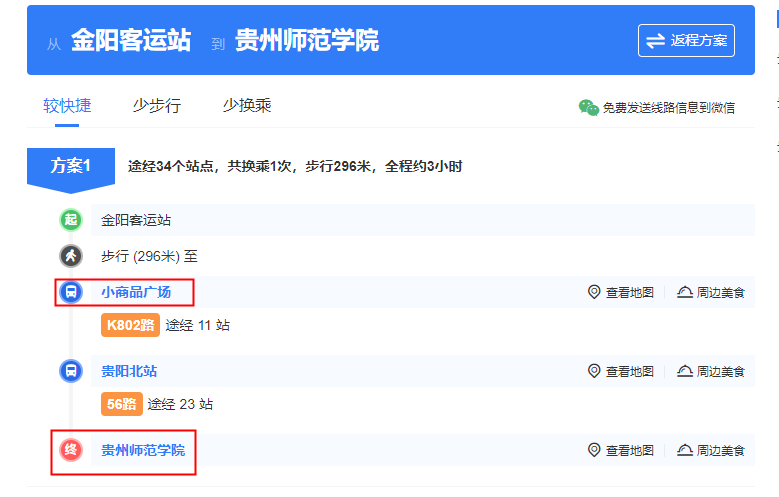 从 金阳客运站 到 贵州师范学院 返程方案
较快捷 少步行 少换乘 免费发送线路信息到微信
方案1 途经34个站点，共换乘1次，步行296米，全程约3小时
起 金阳客运站
步行 (296米) 至
小商品广场 查看地图 周边美食
K802路 途经 11 站
贵阳北站 查看地图 周边美食
56路 途经 23 站
终 贵州师范学院 查看地图 周边美食